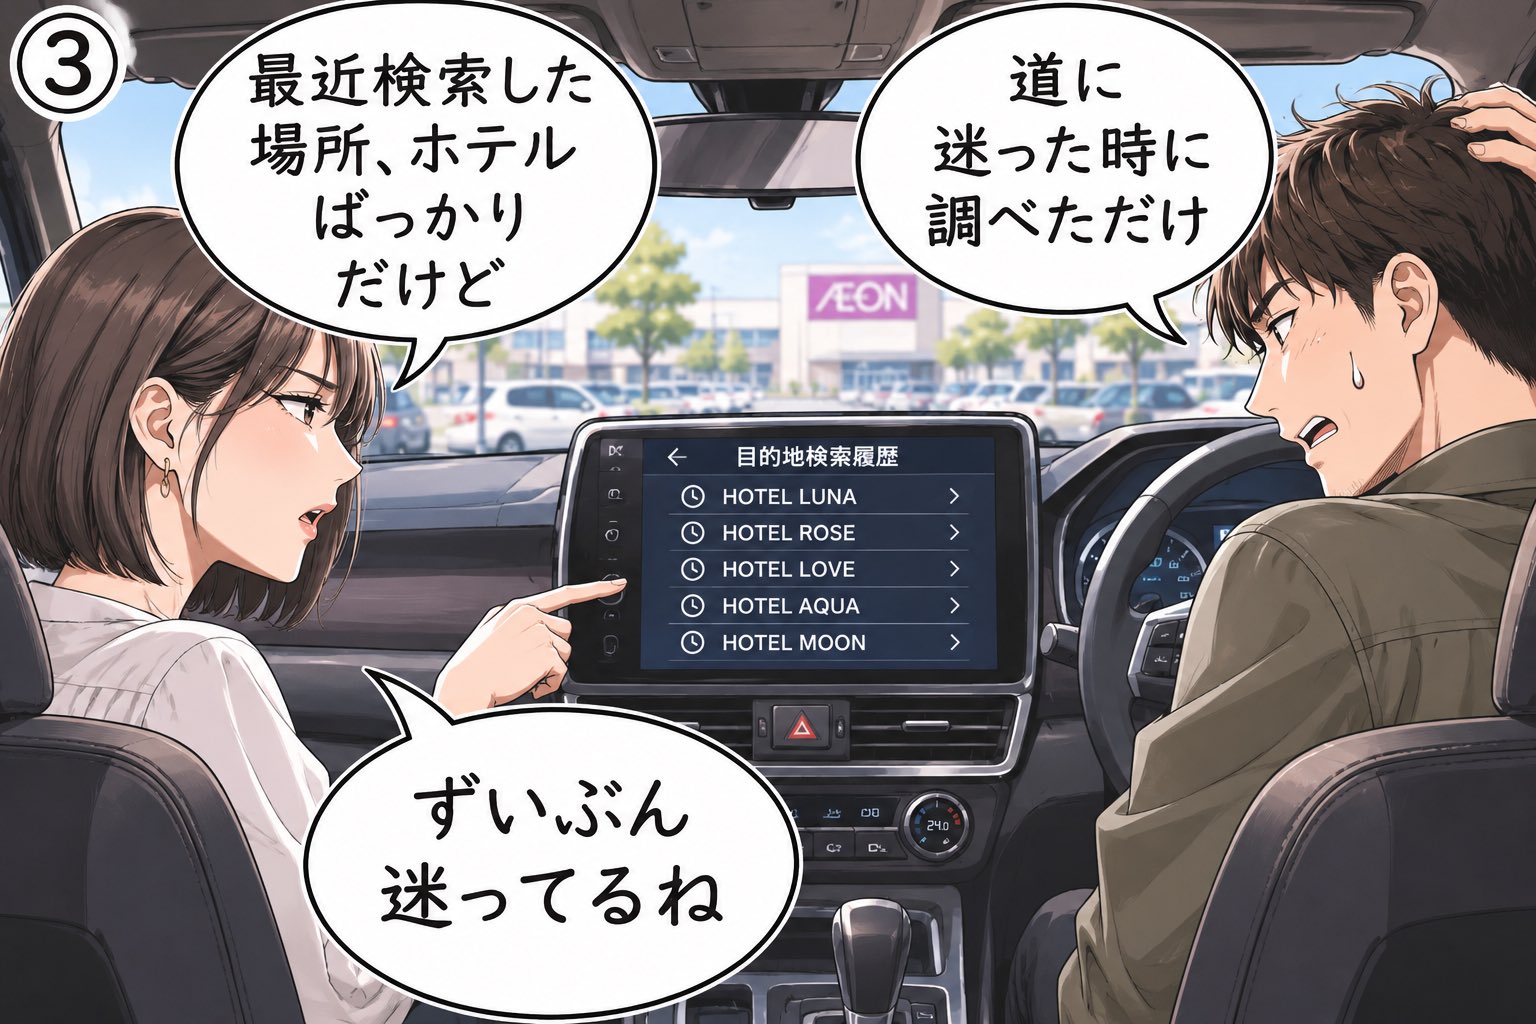 ③
最近検索した
場所、ホテル
ばっかり
だけど
道に
迷った時に
調べただけ
ÆON
目的地検索履歴
HOTEL LUNA
HOTEL ROSE
HOTEL LOVE
HOTEL AQUA
HOTEL MOON
ずいぶん
迷ってるね
24.0